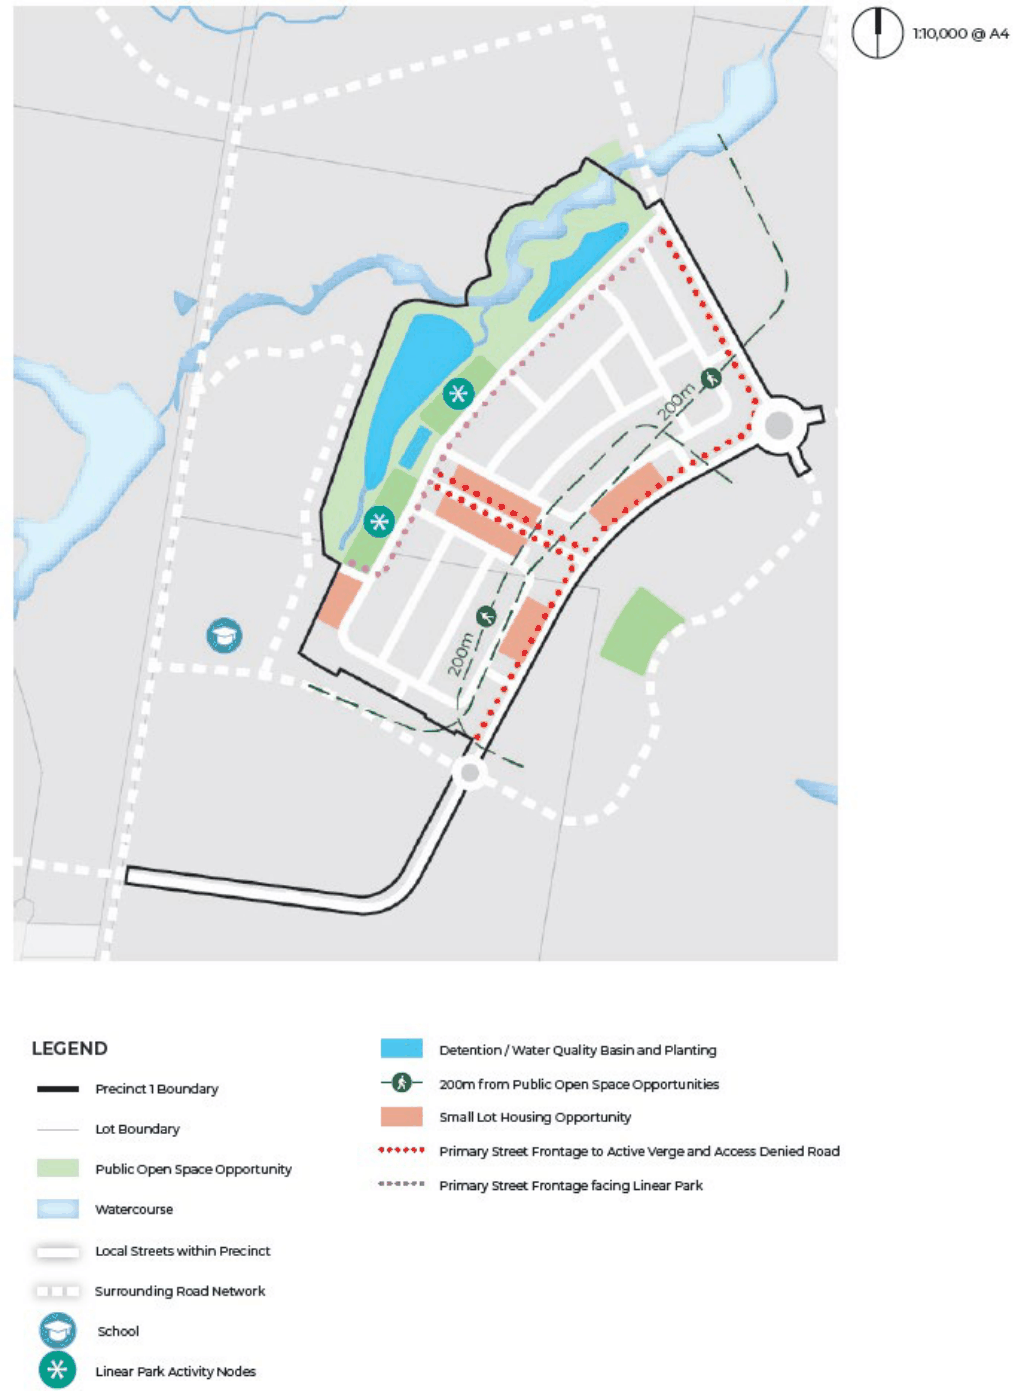 1:10,000 @ A4
200m
200m
LEGEND
Precinct 1 Boundary
Lot Boundary
Public Open Space Opportunity
Watercourse
Local Streets within Precinct
Surrounding Road Network
School
Linear Park Activity Nodes
Detention / Water Quality Basin and Planting
200m from Public Open Space Opportunities
Small Lot Housing Opportunity
Primary Street Frontage to Active Verge and Access Denied Road
Primary Street Frontage facing Linear Park